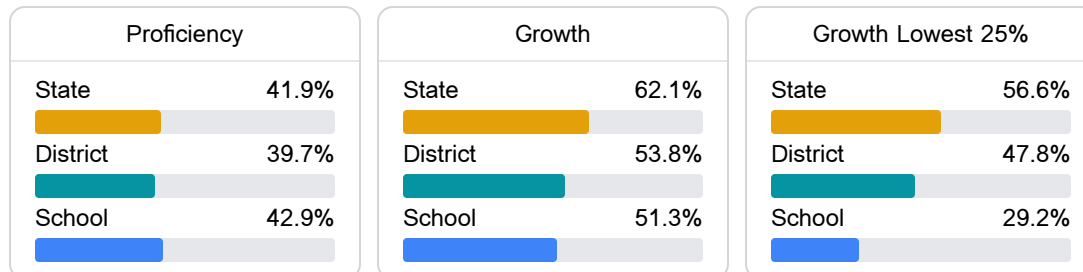 Proficiency
State 41.9%
District 39.7%
School 42.9%
Growth
State 62.1%
District 53.8%
School 51.3%
Growth Lowest 25%
State 56.6%
District 47.8%
School 29.2%